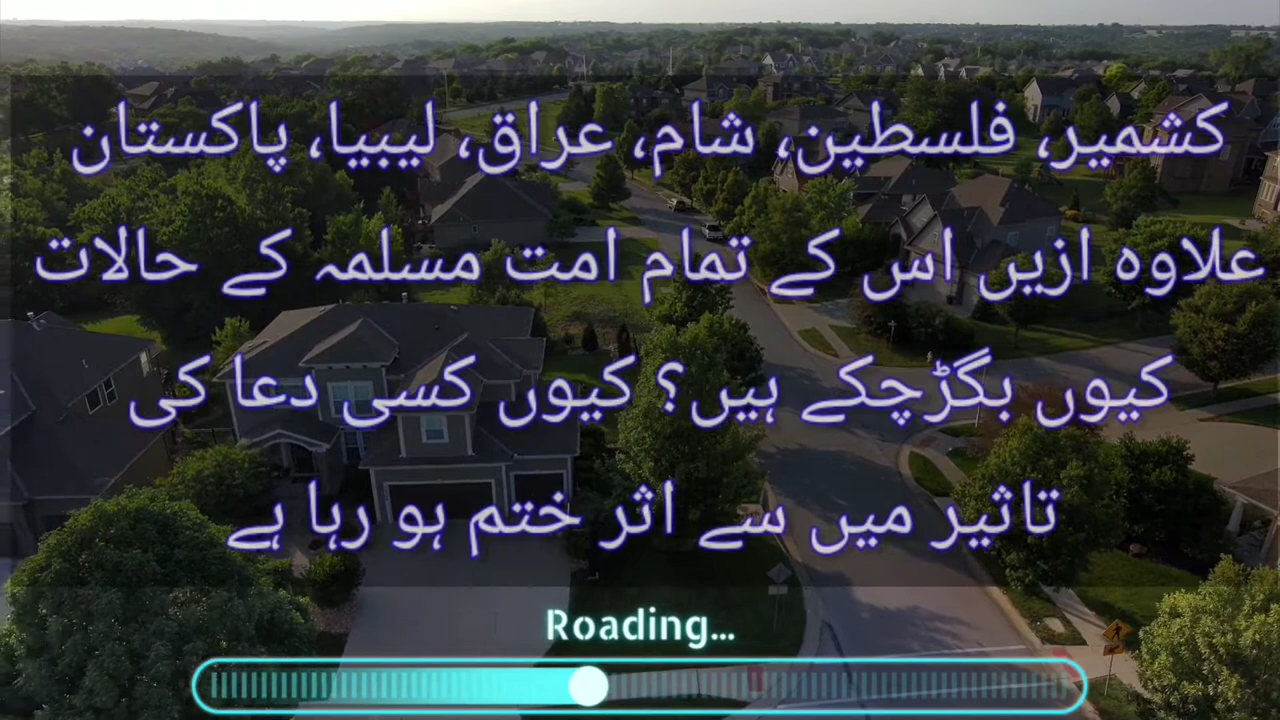 کشمیر، فلسطین، شام، عراق، لیبیا، پاکستان
علاوہ ازیں اس کے تمام امت مسلمہ کے حالات
کیوں بگڑچکے ہیں؟ کیوں کسی دعا کی
تاثیر میں سے اثر ختم ہو رہا ہے
Roading...